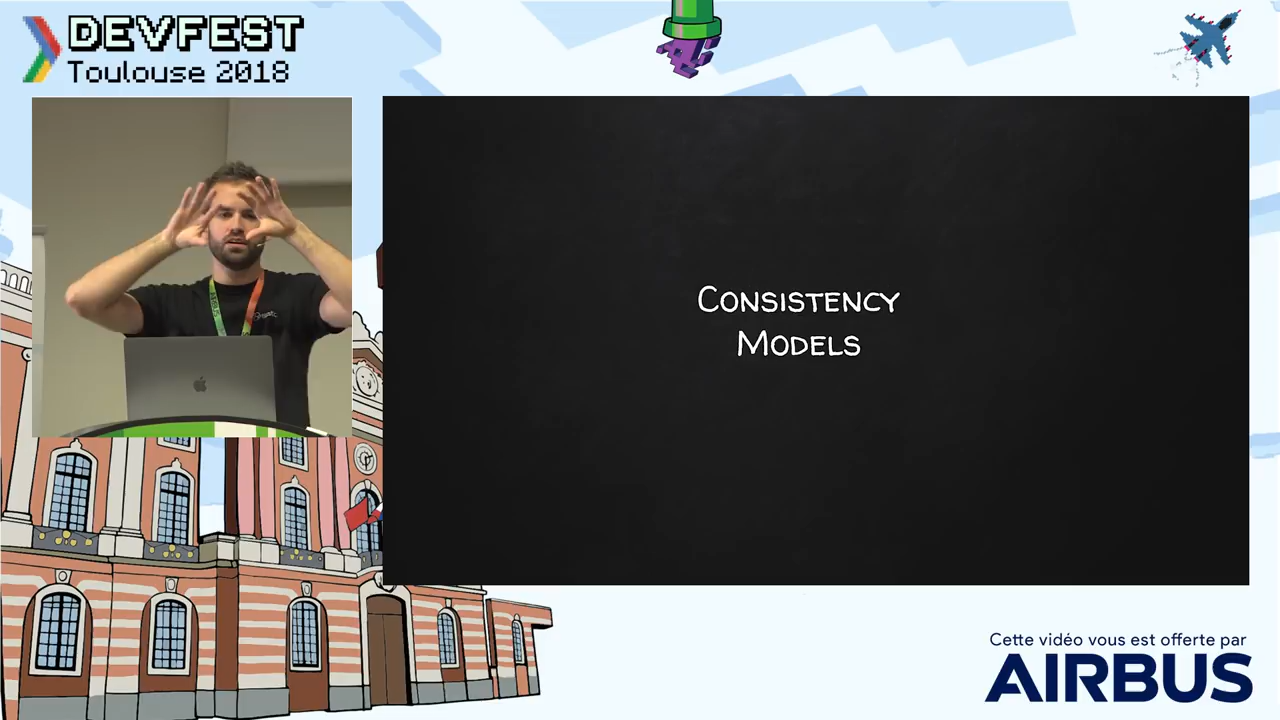 DEVFEST
Toulouse 2018
CONSISTENCY
MODELS
Cette vidéo vous est offerte par
AIRBUS